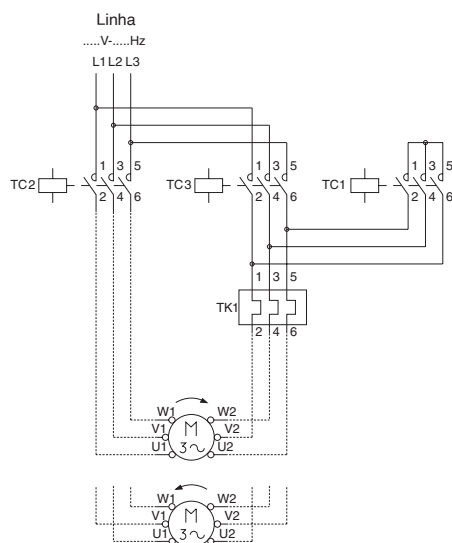 Linha
.....V-.....Hz
L1 L2 L3
1 3 5
TC2
2 4 6
1 3 5
TC3
2 4 6
1 3 5
TC1
2 4 6
1 3 5
TK1
2 4 6
W1 W2
V1 V2
U1 U2
M
3~
W1 W2
V1 V2
U1 U2
M
3~